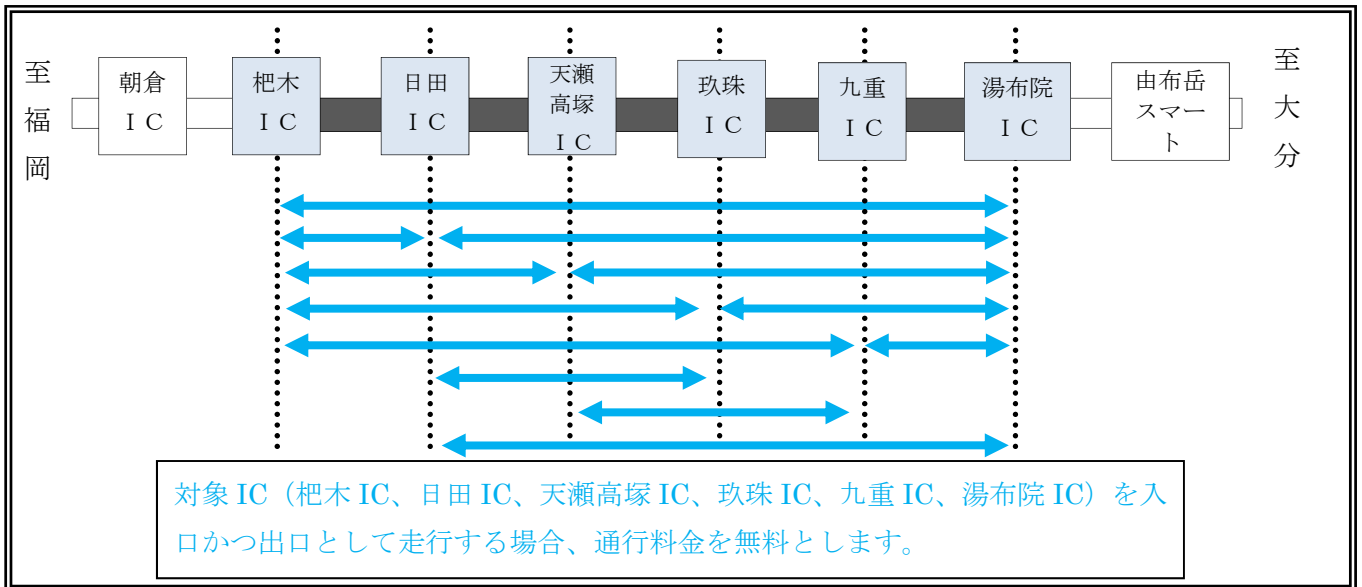 至福岡
朝倉
ＩＣ
杷木
ＩＣ
日田
ＩＣ
天瀬
高塚
ＩＣ
玖珠
ＩＣ
九重
ＩＣ
湯布院
ＩＣ
由布岳
スマー
ト
至大分
対象 IC（杷木 IC、日田 IC、天瀬高塚 IC、玖珠 IC、九重 IC、湯布院 IC）を入
口かつ出口として走行する場合、通行料金を無料とします。